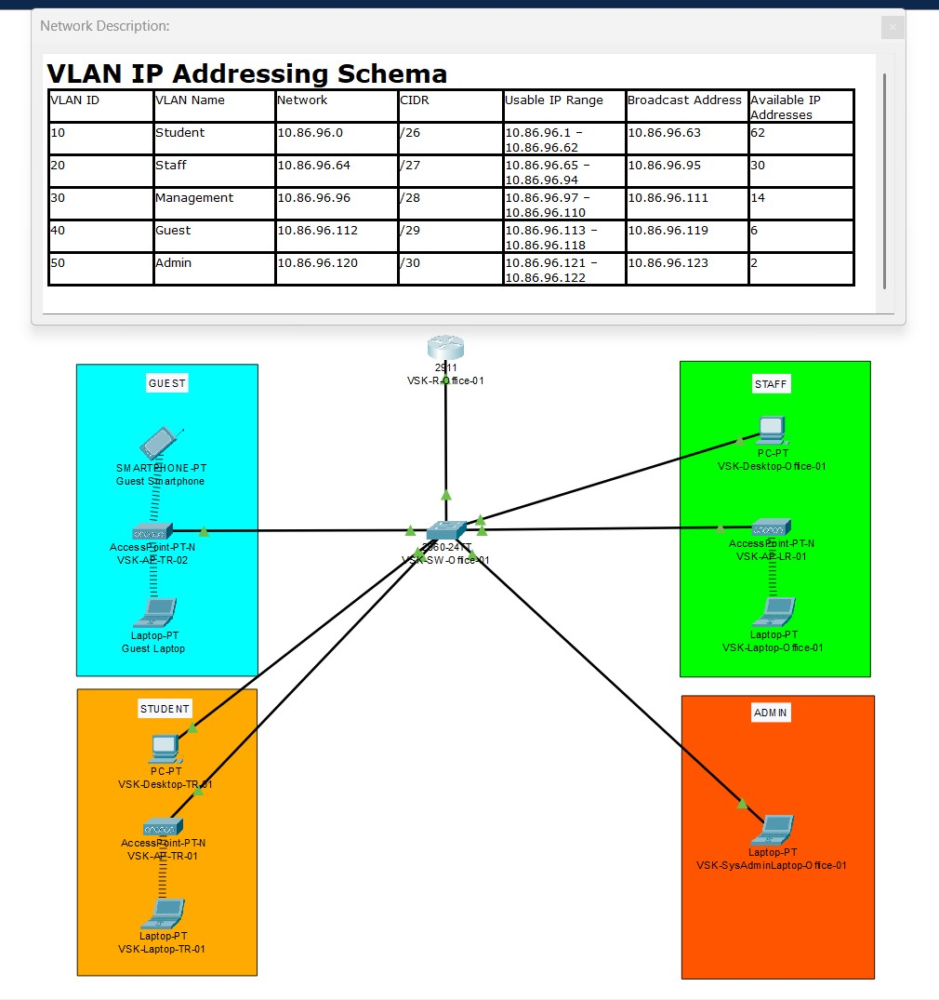 Network Description:
VLAN IP Addressing Schema
VLAN ID VLAN Name Network CIDR Usable IP Range Broadcast Address Available IP
Addresses
10 Student 10.86.96.0 /26 10.86.96.1 – 10.86.96.63 62
10.86.96.62
20 Staff 10.86.96.64 /27 10.86.96.65 – 10.86.96.95 30
10.86.96.94
30 Management 10.86.96.96 /28 10.86.96.97 – 10.86.96.111 14
10.86.96.110
40 Guest 10.86.96.112 /29 10.86.96.113 – 10.86.96.119 6
10.86.96.118
50 Admin 10.86.96.120 /30 10.86.96.121 – 10.86.96.123 2
10.86.96.122
2911
VSK-R-Office-01
GUEST
SMARTPHONE-PT
Guest Smartphone
AccessPoint-PT-N
VSK-AP-TR-02
Laptop-PT
Guest Laptop
2960-24TT
VSK-SW-Office-01
STAFF
PC-PT
VSK-Desktop-Office-01
AccessPoint-PT-N
VSK-AP-LR-01
Laptop-PT
VSK-Laptop-Office-01
STUDENT
PC-PT
VSK-Desktop-TR-01
AccessPoint-PT-N
VSK-AP-TR-01
Laptop-PT
VSK-Laptop-TR-01
ADMIN
Laptop-PT
VSK-SysAdminLaptop-Office-01